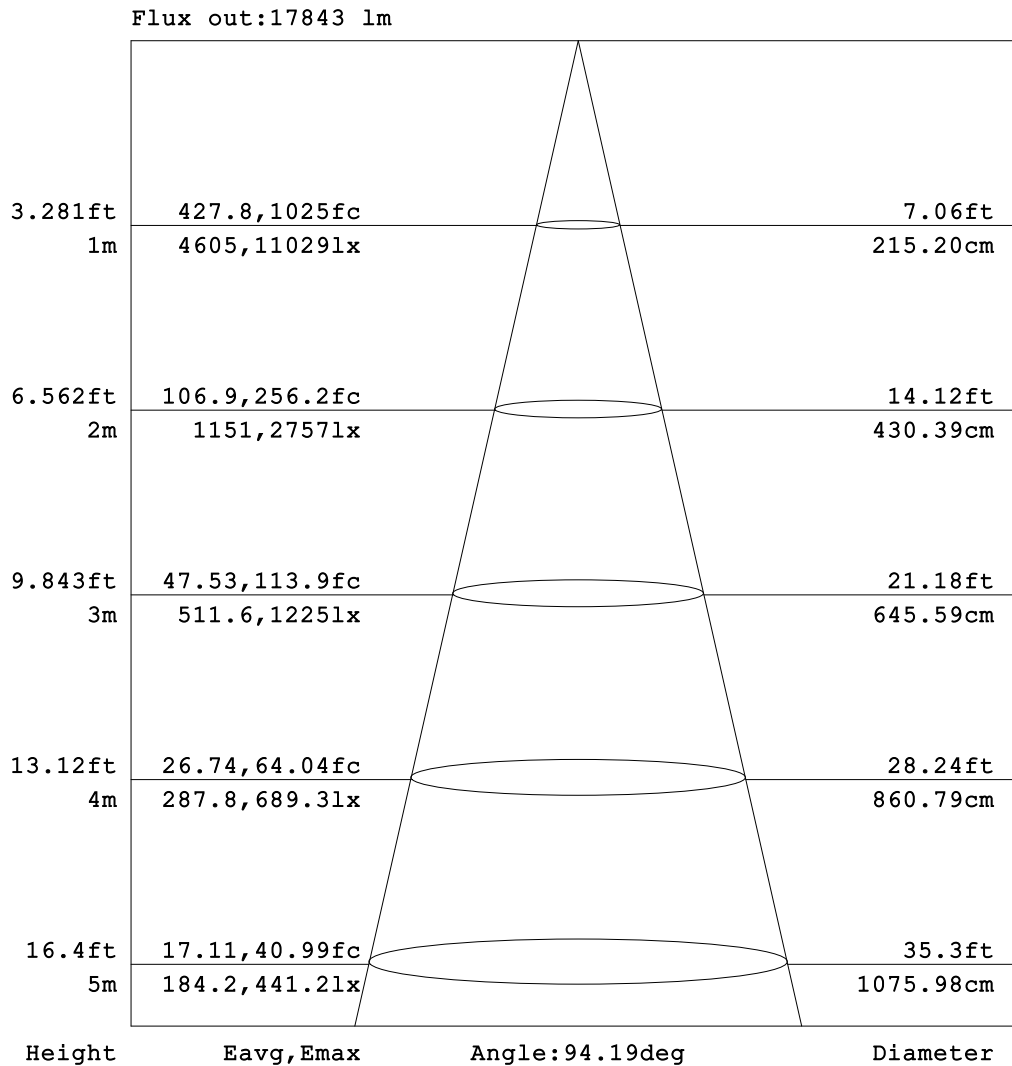 Flux out:17843 lm
3.281ft 427.8,1025fc 7.06ft
1m 4605,11029lx 215.20cm
6.562ft 106.9,256.2fc 14.12ft
2m 1151,2757lx 430.39cm
9.843ft 47.53,113.9fc 21.18ft
3m 511.6,1225lx 645.59cm
13.12ft 26.74,64.04fc 28.24ft
4m 287.8,689.3lx 860.79cm
16.4ft 17.11,40.99fc 35.3ft
5m 184.2,441.2lx 1075.98cm
Height Eavg,Emax Angle:94.19deg Diameter